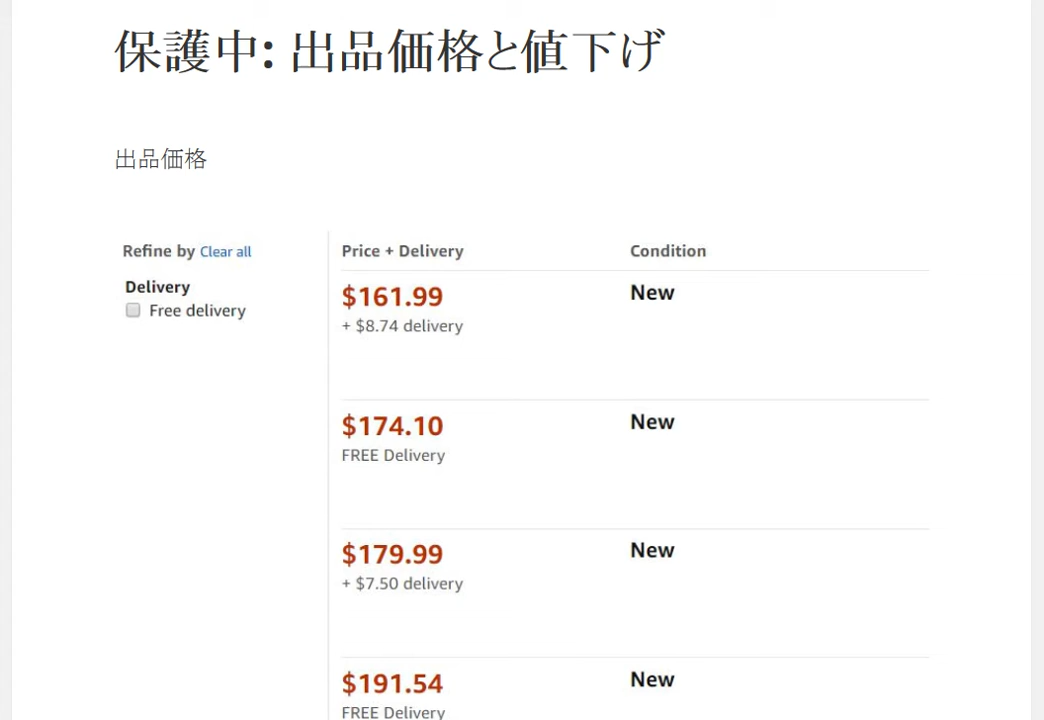 保護中: 出品価格と値下げ
出品価格
Refine by Clear all
Delivery
Free delivery
Price + Delivery
Condition
$161.99
New
+ $8.74 delivery
$174.10
New
FREE Delivery
$179.99
New
+ $7.50 delivery
$191.54
New
FREE Delivery